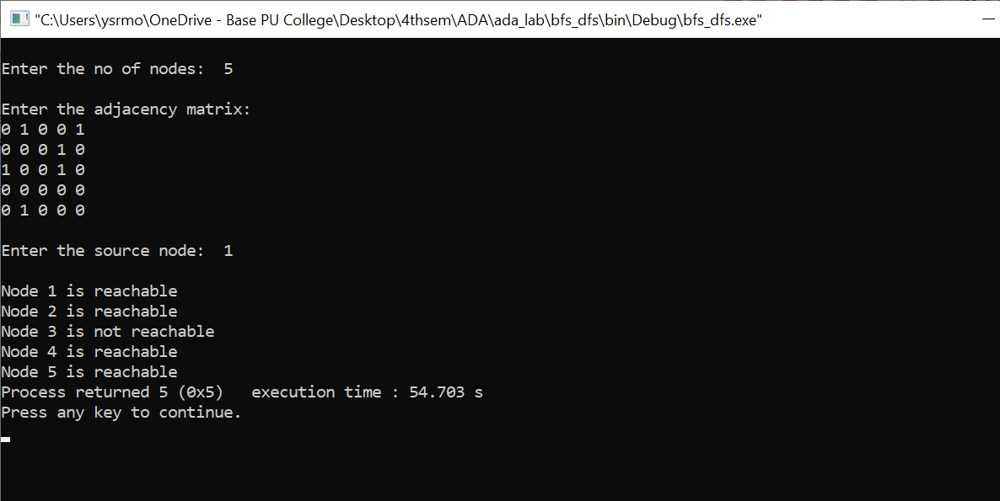 "C:\Users\ysrmo\OneDrive - Base PU College\Desktop\4thsem\ADA\ada_lab\bfs_dfs\bin\Debug\bfs_dfs.exe"
Enter the no of nodes:  5
Enter the adjacency matrix:
0 1 0 0 1
0 0 0 1 0
1 0 0 1 0
0 0 0 0 0
0 1 0 0 0
Enter the source node:  1
Node 1 is reachable
Node 2 is reachable
Node 3 is not reachable
Node 4 is reachable
Node 5 is reachable
Process returned 5 (0x5)   execution time : 54.703 s
Press any key to continue.